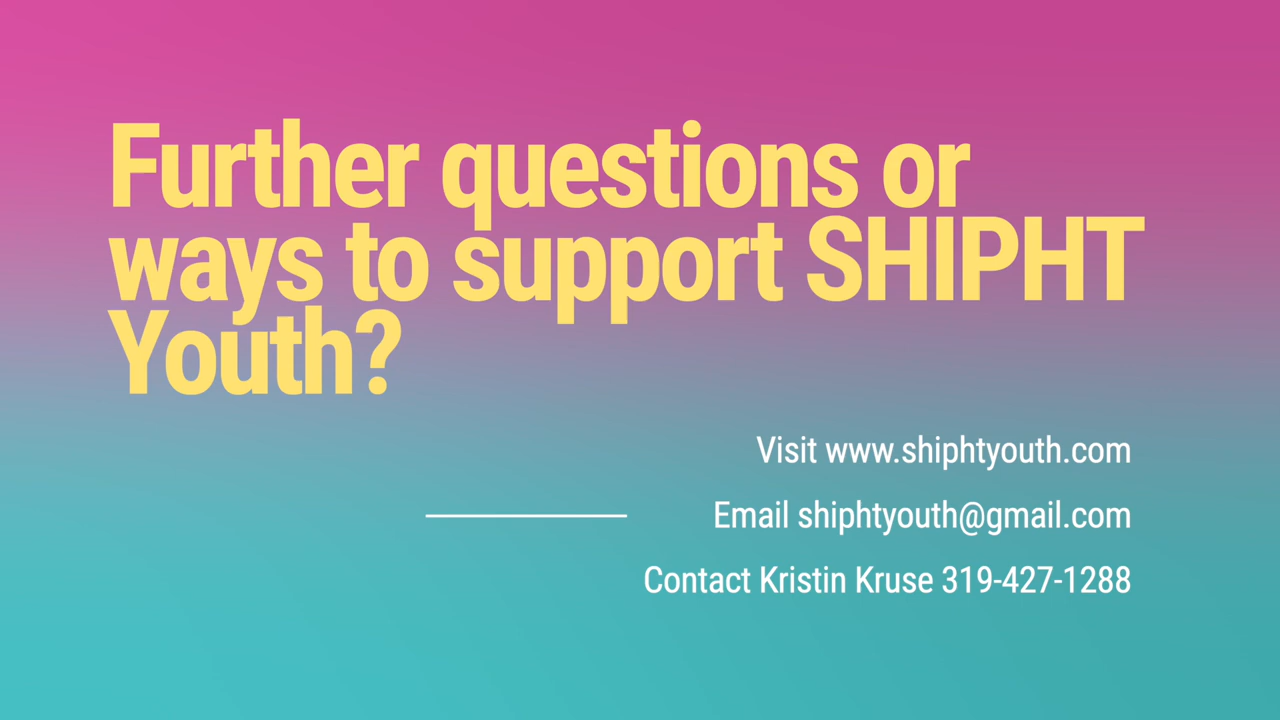 Further questions or
ways to support SHIPHT
Youth?
Visit www.shiphtyouth.com
Email shiphtyouth@gmail.com
Contact Kristin Kruse 319-427-1288